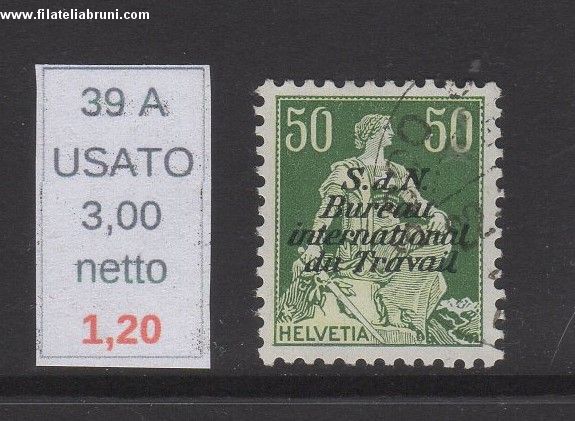 www.filateliabruni.com
39 A
USATO
3,00
netto
1,20
50 50
S.d.N.
Bureau
international
du Travail
HELVETIA